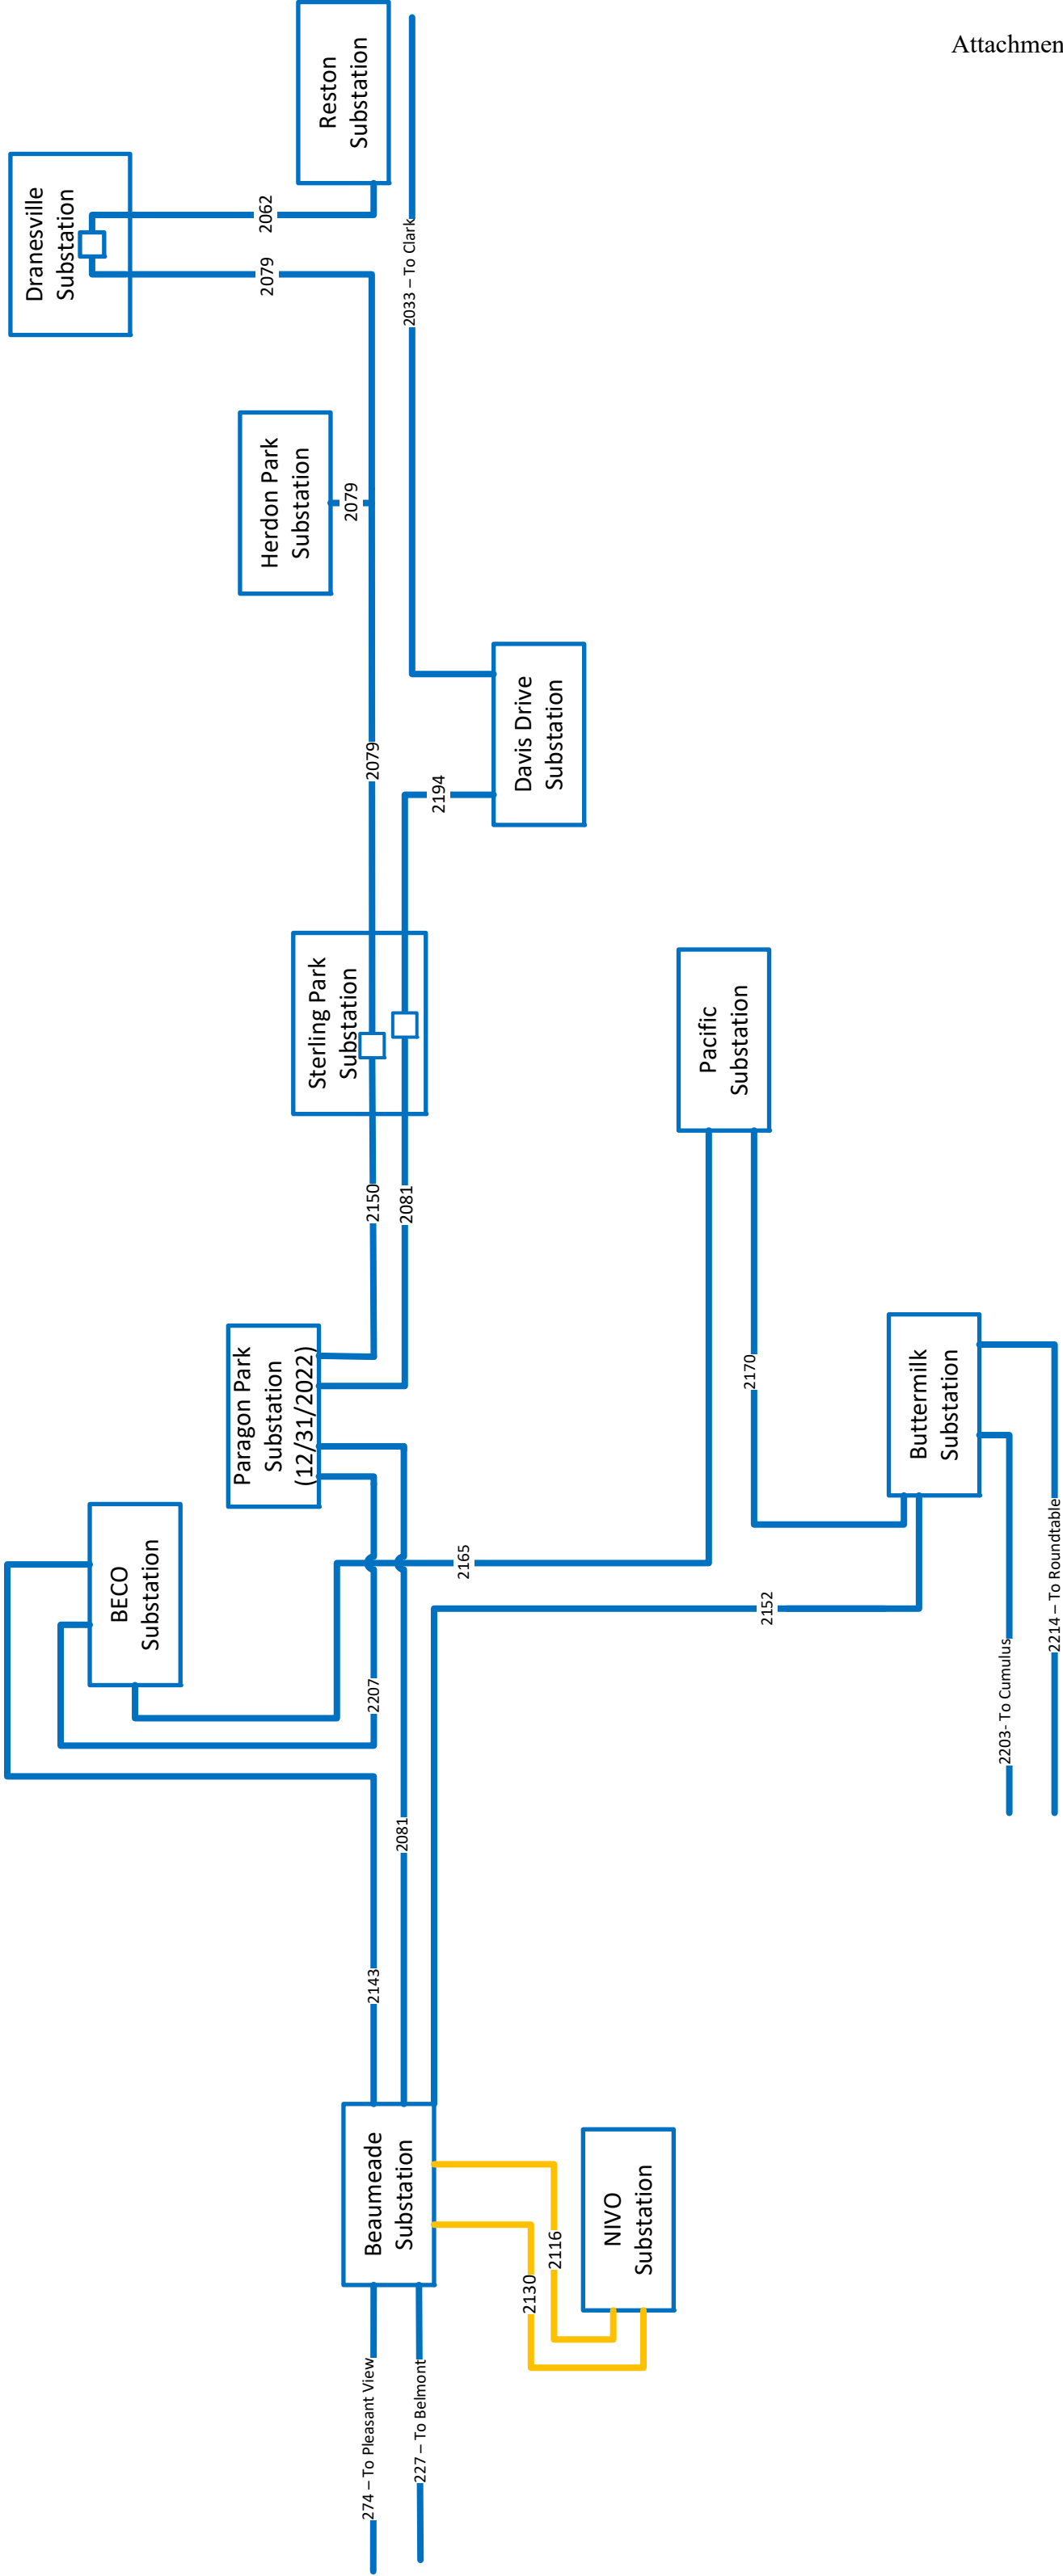 Attachmen
Reston
Substation
Dranesville
Substation
2062
2079
2033 – To Clark
Herdon Park
Substation
2079
2079
Davis Drive
Substation
2194
Sterling Park
Substation
Pacific
Substation
2150
2081
Paragon Park
Substation
(12/31/2022)
2170
Buttermilk
Substation
BECO
Substation
2165
2152
2214 – To Roundtable
2203- To Cumulus
2207
2081
2143
Beaumeade
Substation
NIVO
Substation
2116
2130
274 – To Pleasant View
227 – To Belmont